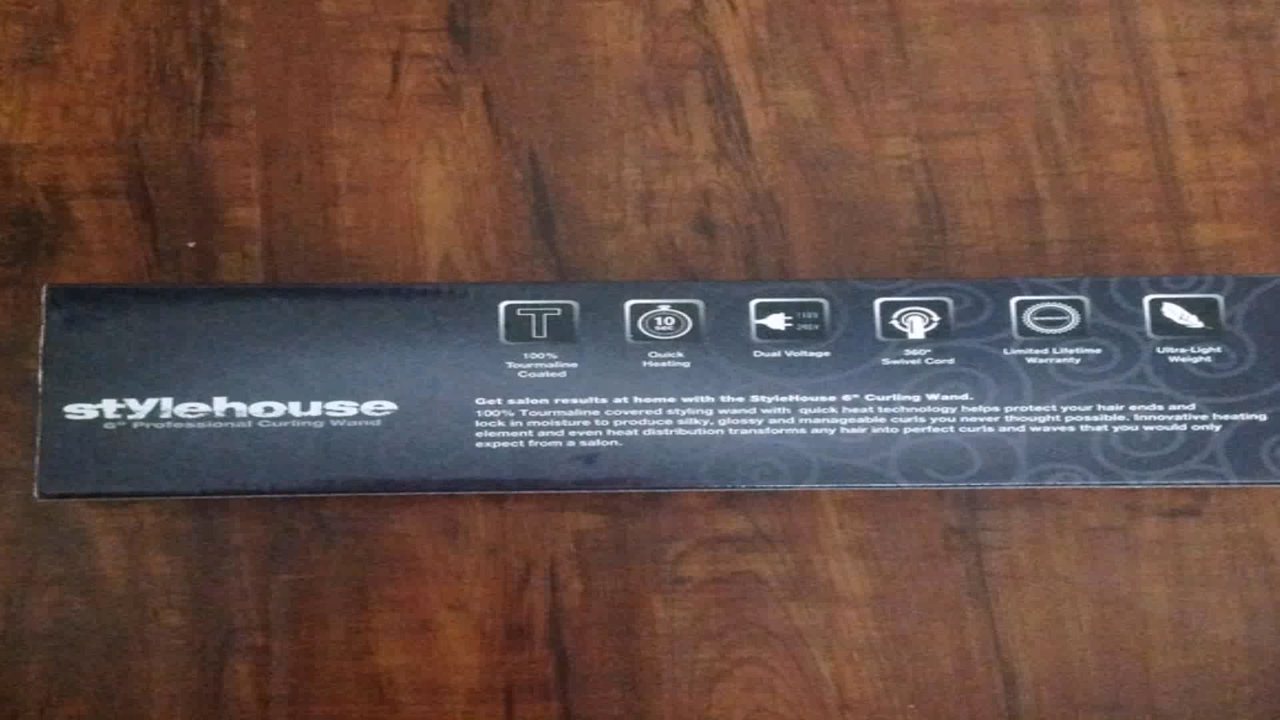 T
100%
Tourmaline
Coated
10
sec
Quick
Heating
110V
240V
Dual Voltage
360°
Swivel Cord
Limited Lifetime
Warranty
Ultra-Light
Weight
stylehouse
6" Professional Curling Wand
Get salon results at home with the StyleHouse 6" Curling Wand.
100% Tourmaline covered styling wand with quick heat technology helps protect your hair ends and
lock in moisture to produce silky, glossy and manageable curls you never thought possible. Innovative heating
element and even heat distribution transforms any hair into perfect curls and waves that you would only
expect from a salon.